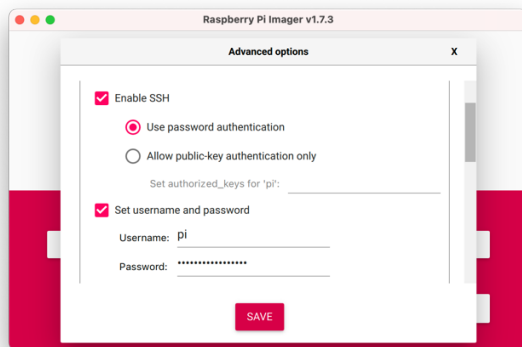 Raspberry Pi Imager v1.7.3
Advanced options
X
Enable SSH
Use password authentication
Allow public-key authentication only
Set authorized_keys for 'pi':
Set username and password
Username: pi
Password: •••••••••••••••••
SAVE